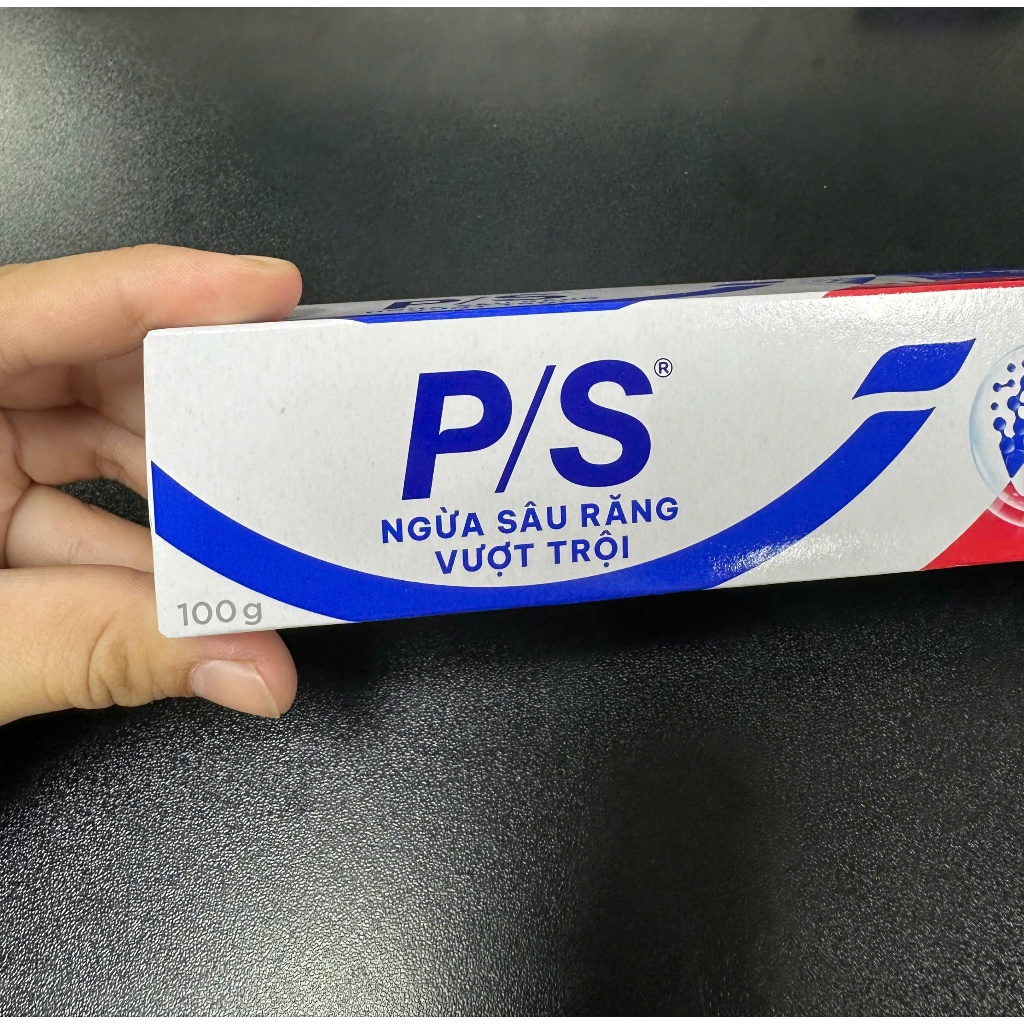 P/S®
NGỪA SÂU RĂNG
VƯỢT TRỘI
100g